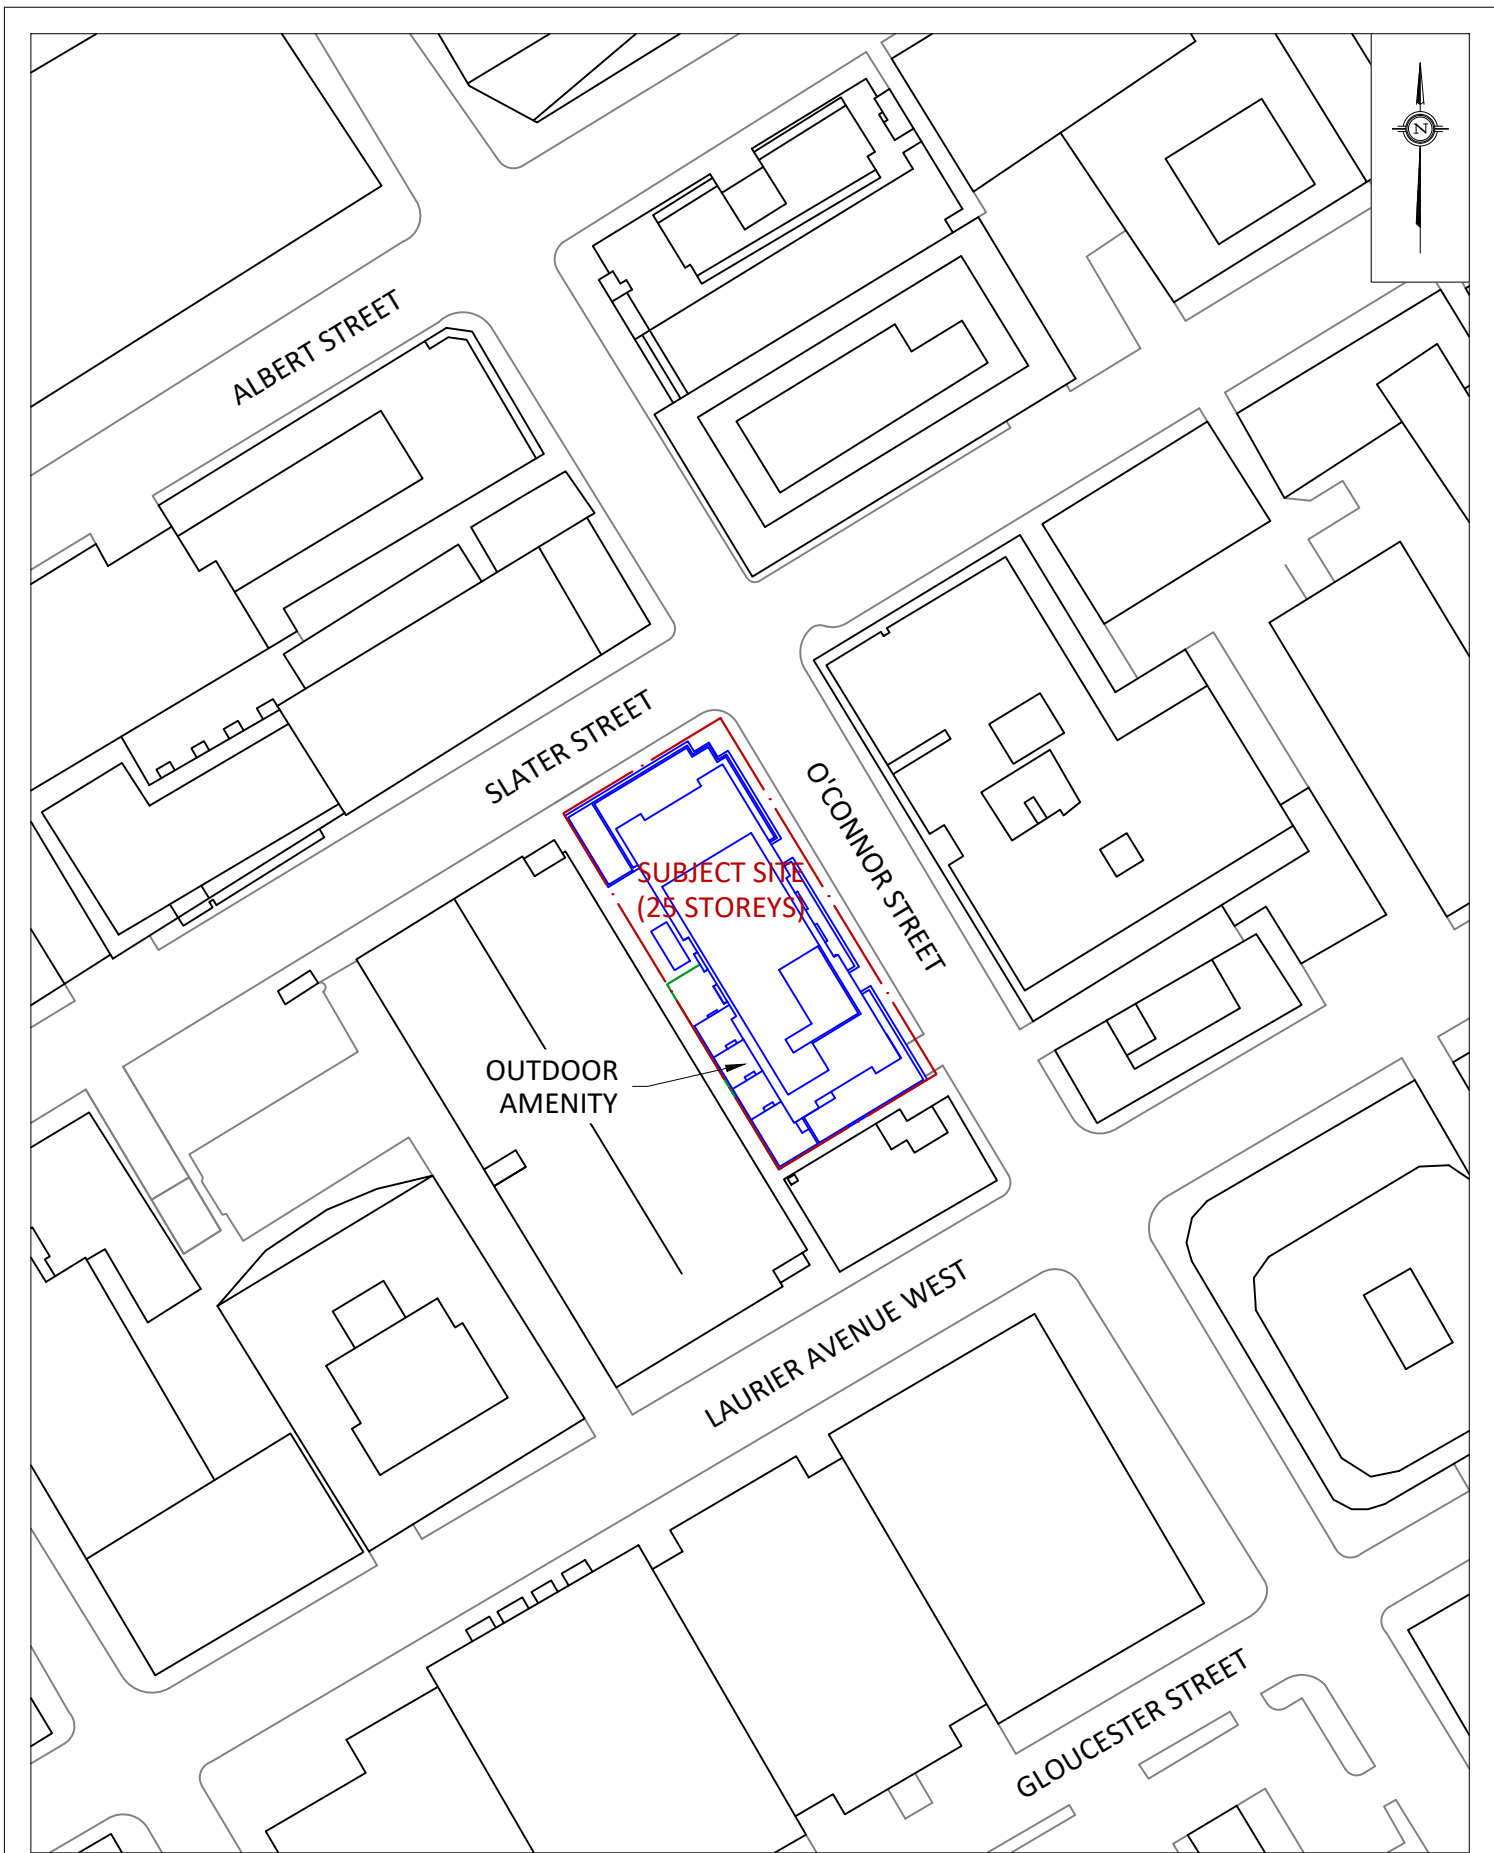 N
ALBERT STREET
SLATER STREET
O'CONNOR STREET
SUBJECT SITE
(25 STOREYS)
OUTDOOR
AMENITY
LAURIER AVENUE WEST
GLOUCESTER STREET